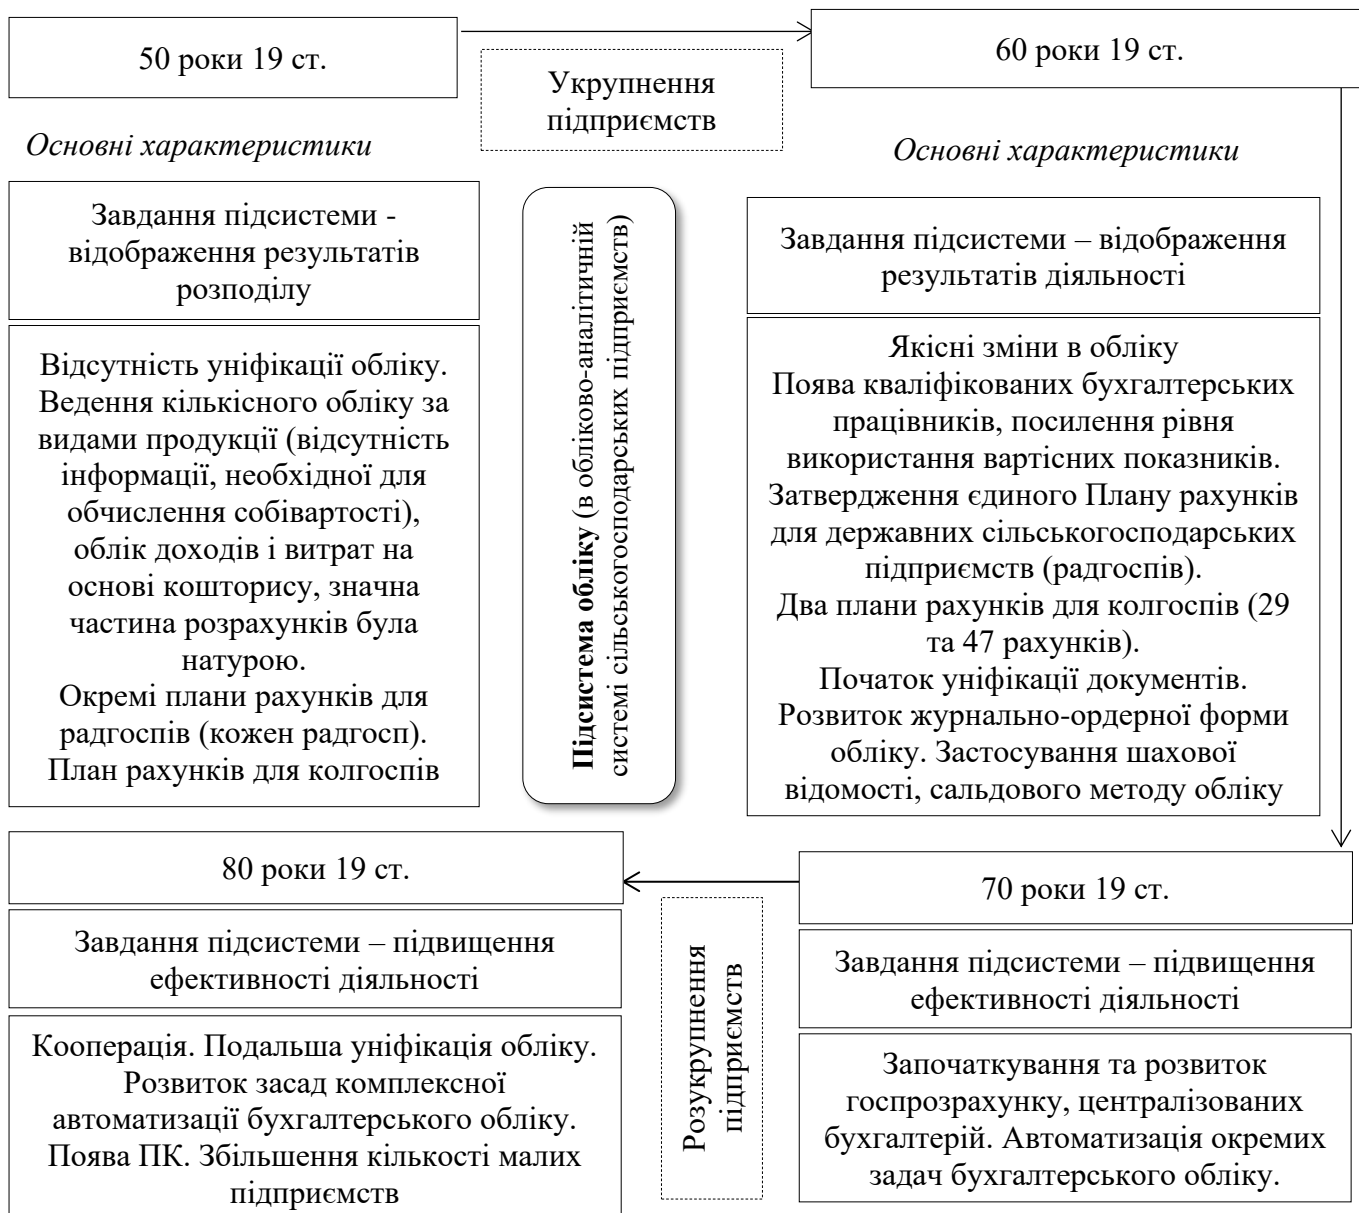 50 роки 19 ст.
Укрупнення
підприємств
60 роки 19 ст.
Основні характеристики
Основні характеристики
Завдання підсистеми -
відображення результатів
розподілу
Відсутність уніфікації обліку.
Ведення кількісного обліку за
видами продукції (відсутність
інформації, необхідної для
обчислення собівартості),
облік доходів і витрат на
основі кошторису, значна
частина розрахунків була
натурою.
Окремі плани рахунків для
радгоспів (кожен радгосп).
План рахунків для колгоспів
Підсистема обліку (в обліково-аналітичній
системі сільськогосподарських підприємств)
Завдання підсистеми – відображення
результатів діяльності
Якісні зміни в обліку
Поява кваліфікованих бухгалтерських
працівників, посилення рівня
використання вартісних показників.
Затвердження єдиного Плану рахунків
для державних сільськогосподарських
підприємств (радгоспів).
Два плани рахунків для колгоспів (29
та 47 рахунків).
Початок уніфікації документів.
Розвиток журнально-ордерної форми
обліку. Застосування шахової
відомості, сальдового методу обліку
80 роки 19 ст.
Завдання підсистеми – підвищення
ефективності діяльності
Кооперація. Подальша уніфікація обліку.
Розвиток засад комплексної
автоматизації бухгалтерського обліку.
Поява ПК. Збільшення кількості малих
підприємств
Розукрупнення
підприємств
70 роки 19 ст.
Завдання підсистеми – підвищення
ефективності діяльності
Започаткування та розвиток
госпрозрахунку, централізованих
бухгалтерій. Автоматизація окремих
задач бухгалтерського обліку.